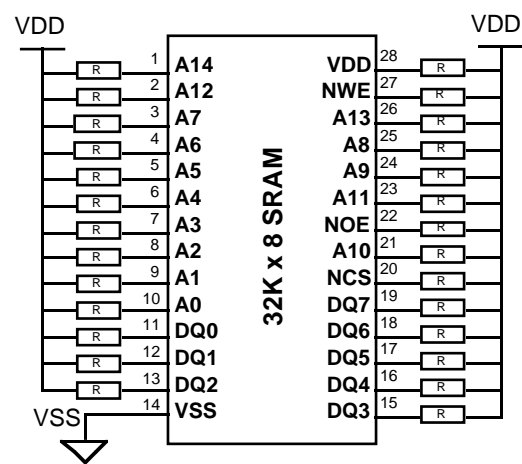 VDD VDD
R 1 A14 VDD 28 R
R 2 A12 NWE 27 R
R 3 A7 A13 26 R
R 4 A6 A8 25 R
R 5 A5 A9 24 R
R 6 A4 A11 23 R
R 7 A3 NOE 22 R
R 8 A2 A10 21 R
R 9 A1 NCS 20 R
R 10 A0 DQ7 19 R
R 11 DQ0 DQ6 18 R
R 12 DQ1 DQ5 17 R
R 13 DQ2 DQ4 16 R
VSS 14 VSS DQ3 15 R
32K x 8 SRAM